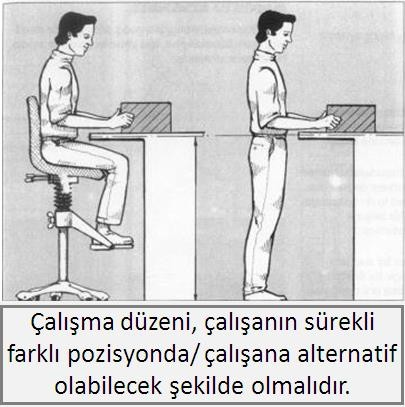 Çalışma düzeni, çalışanın sürekli
farklı pozisyonda/ çalışana alternatif
olabilecek şekilde olmalıdır.